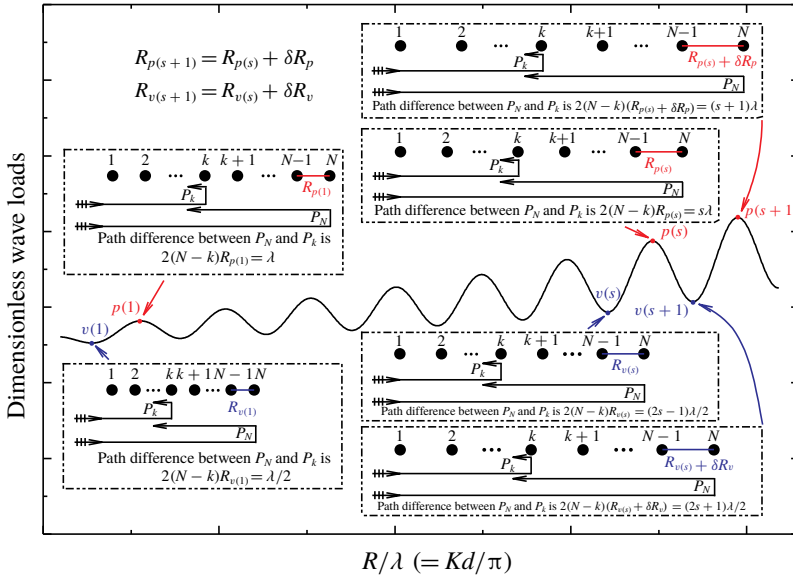 R_{p(s+1)} = R_{p(s)} + δR_p
R_{v(s+1)} = R_{v(s)} + δR_v
1 2 ··· k k+1 ··· N−1 N
R_{p(s)} + δR_p
P_k
P_N
Path difference between P_N and P_k is 2(N−k)(R_{p(s)} + δR_p) = (s+1)λ
1 2 ··· k k+1 ··· N−1 N
R_{p(s)}
P_k
P_N
Path difference between P_N and P_k is 2(N−k)R_{p(s)} = sλ
1 2 ··· k k+1 ··· N−1 N
R_{p(1)}
P_k
P_N
Path difference between P_N and P_k is
2(N−k)R_{p(1)} = λ
p(1)
v(1)
p(s)
p(s+1)
v(s)
v(s+1)
1 2 ··· k k+1 ··· N−1 N
R_{v(1)}
P_k
P_N
Path difference between P_N and P_k is
2(N−k)R_{v(1)} = λ/2
1 2 ··· k k+1 ··· N−1 N
R_{v(s)}
P_k
P_N
Path difference between P_N and P_k is 2(N−k)R_{v(s)} = (2s−1)λ/2
1 2 ··· k k+1 ··· N−1 N
R_{v(s)} + δR_v
P_k
P_N
Path difference between P_N and P_k is 2(N−k)(R_{v(s)} + δR_v) = (2s+1)λ/2
Dimensionless wave loads
R/λ (= Kd/π)